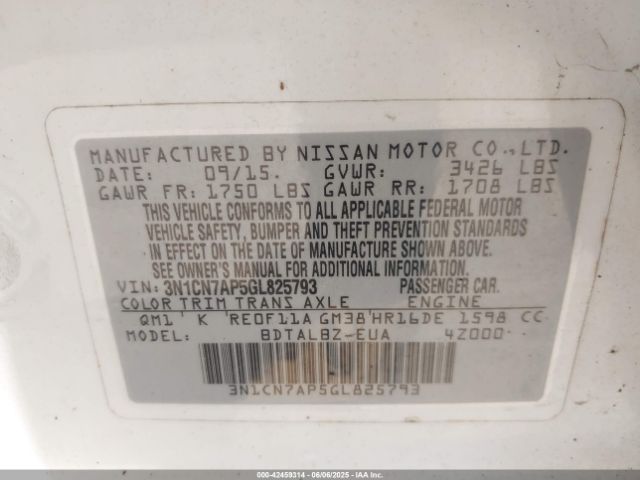 MANUFACTURED BY NISSAN MOTOR CO.,LTD.
DATE: 09/15. GVWR: 3426 LBS
GAWR FR: 1750 LBS GAWR RR: 1708 LBS
THIS VEHICLE CONFORMS TO ALL APPLICABLE FEDERAL MOTOR
VEHICLE SAFETY, BUMPER AND THEFT PREVENTION STANDARDS
IN EFFECT ON THE DATE OF MANUFACTURE SHOWN ABOVE.
SEE OWNER'S MANUAL FOR ADDITIONAL INFORMATION.
VIN: 3N1CN7AP5GL825793 PASSENGER CAR.
COLOR TRIM TRANS AXLE ENGINE
QM1' K 'RE0F11A GM38'HR16DE 1598 CC
MODEL: BDTALBZ-EUA 4Z000
3N1CN7AP5GL825793
000-42459314 - 06/06/2025 - IAA Inc.